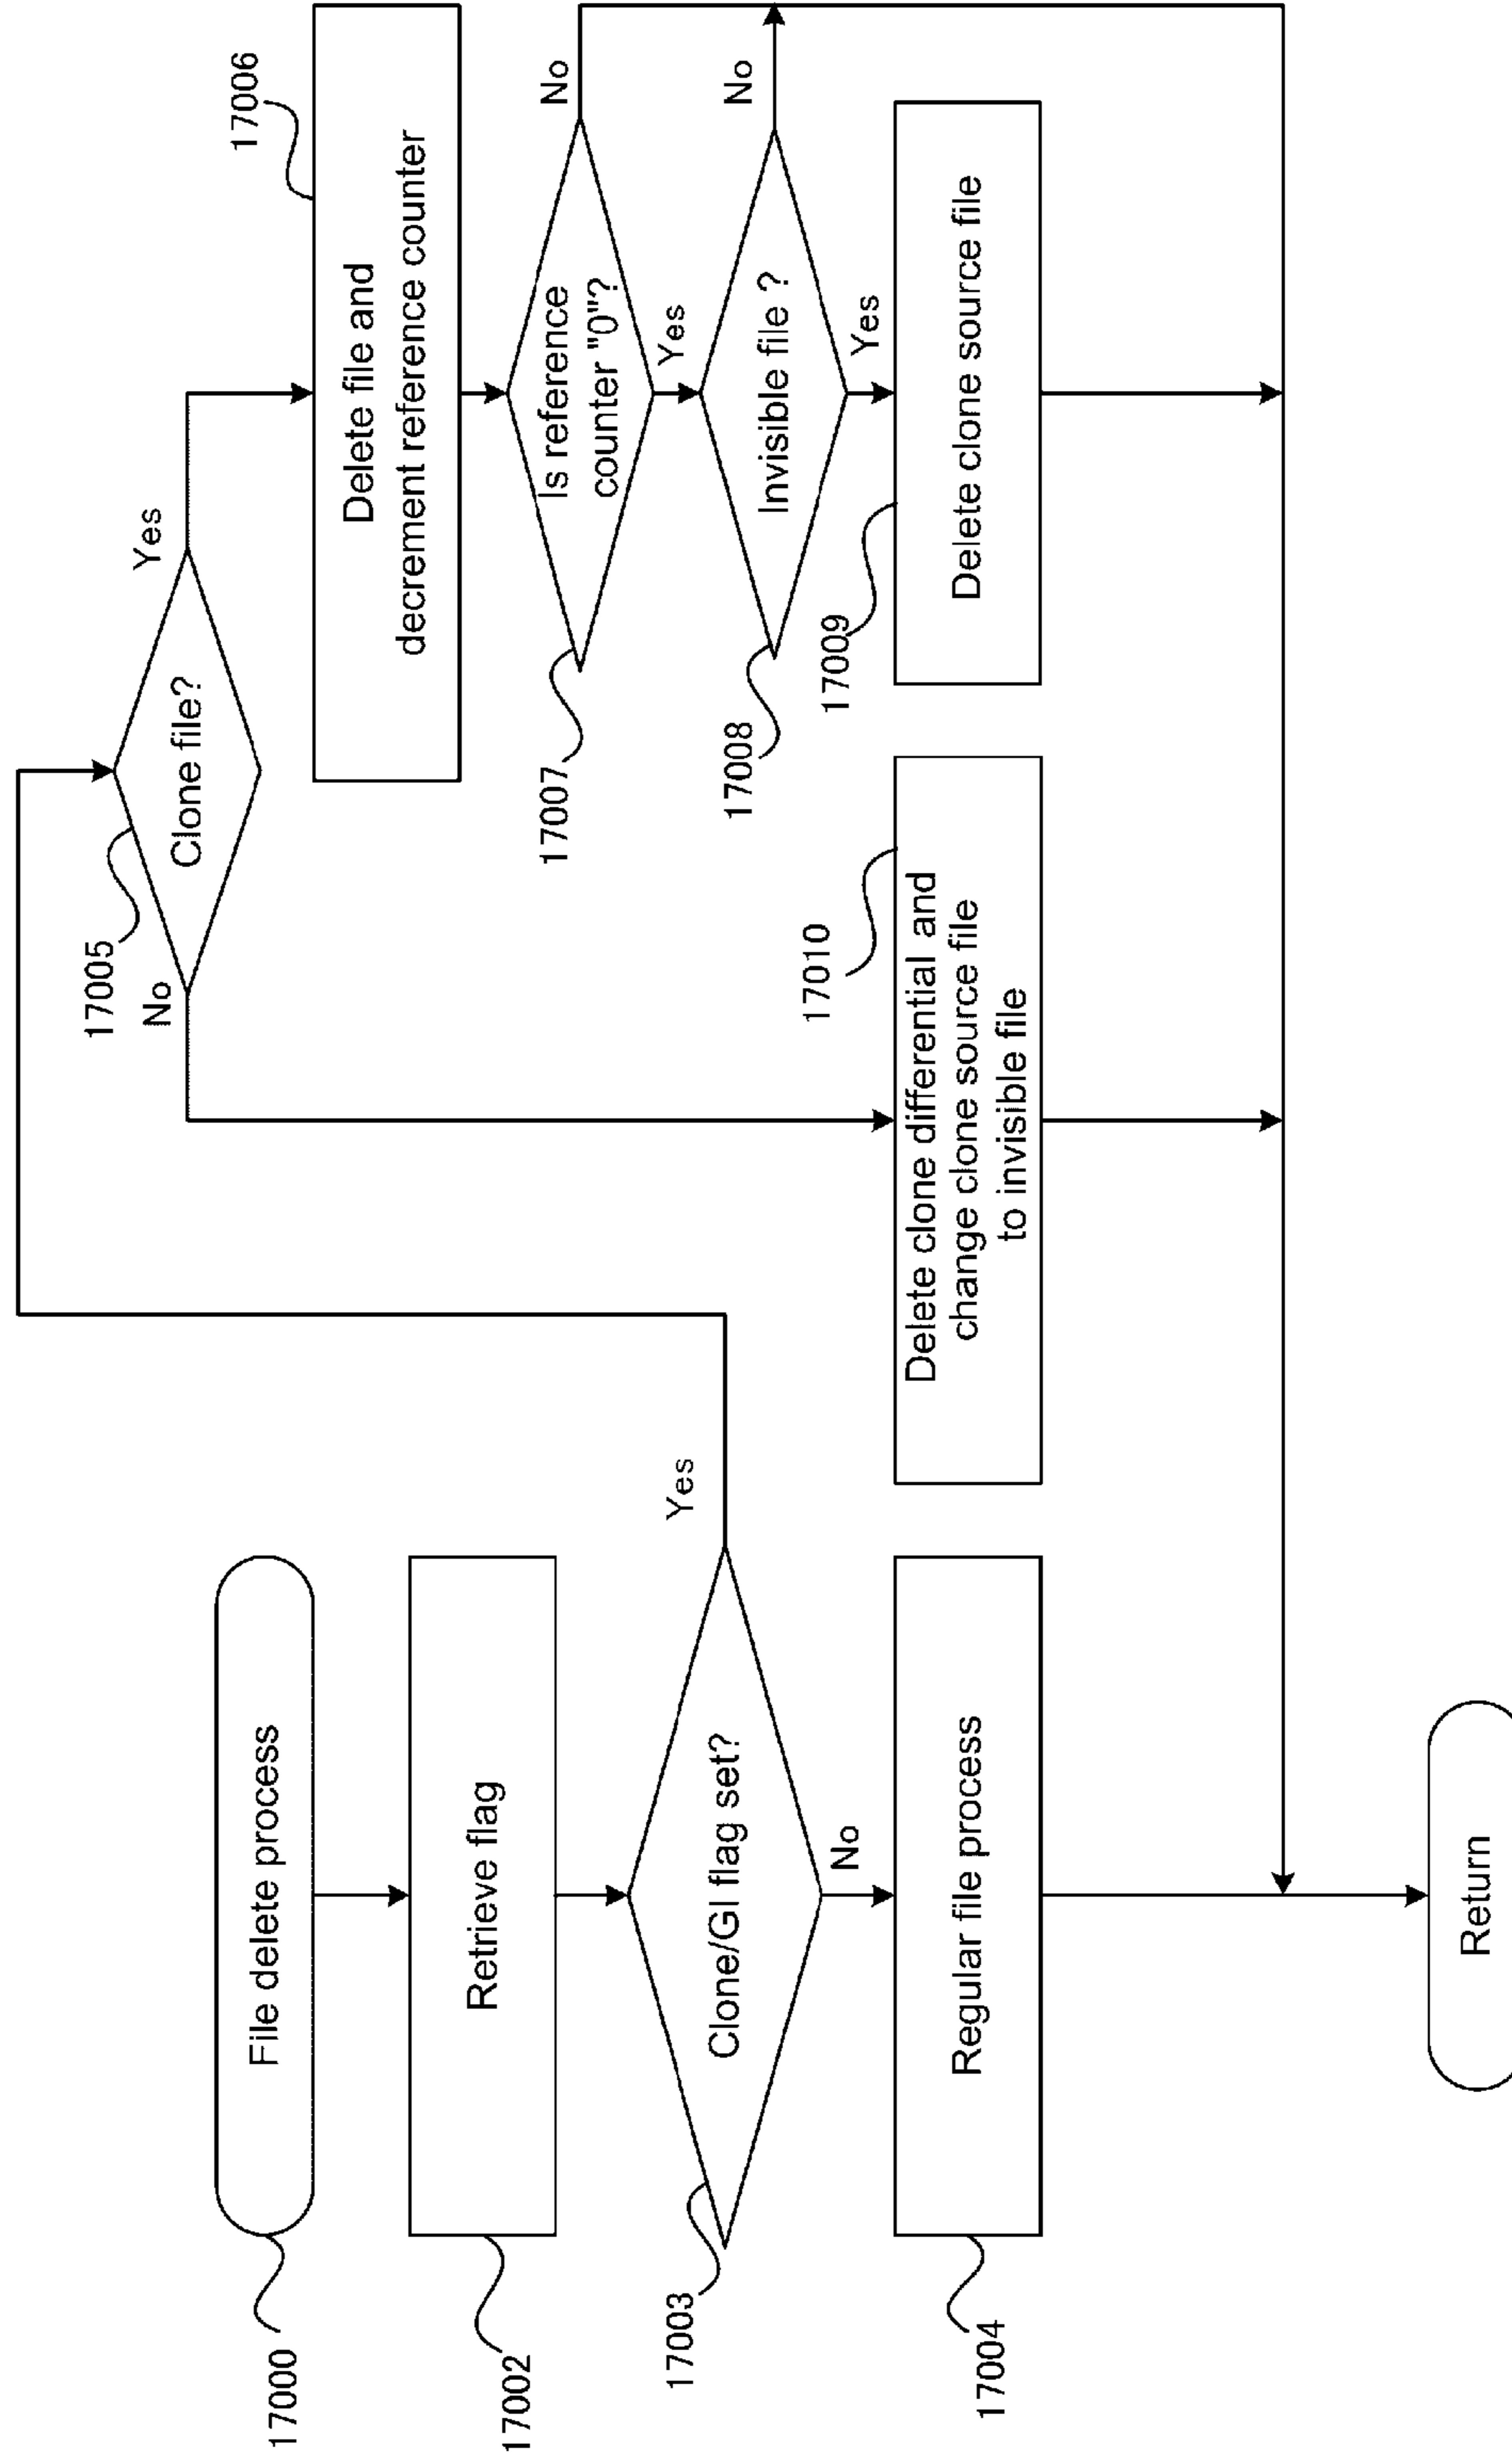 17000
File delete process
17002
Retrieve flag
17003
Clone/GI flag set?
Yes
No
17004
Regular file process
Return
17005
Clone file?
No
Yes
17006
Delete file and
decrement reference counter
17007
Is reference
counter "0"?
No
Yes
17008
Invisible file ?
No
Yes
17009
Delete clone source file
17010
Delete clone differential and
change clone source file
to invisible file